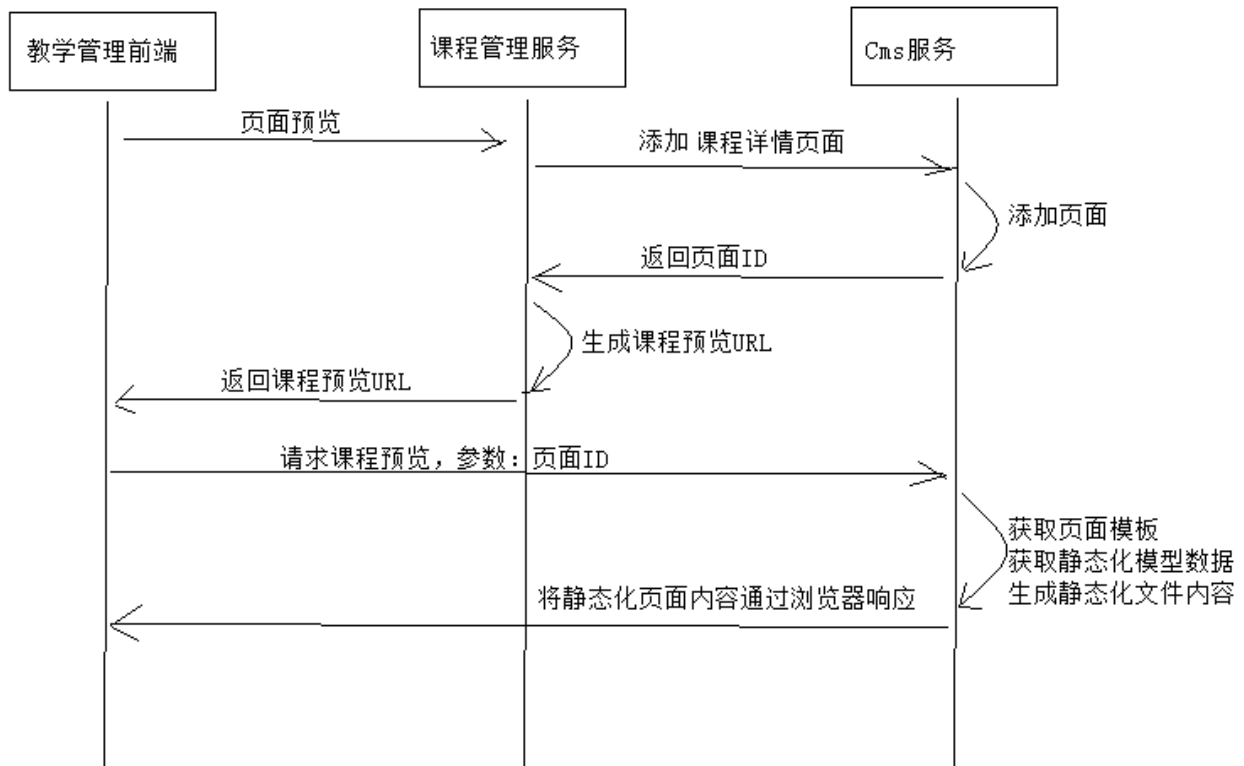 教学管理前端
课程管理服务
Cms服务
页面预览
添加 课程详情页面
添加页面
返回页面ID
生成课程预览URL
返回课程预览URL
请求课程预览，参数：页面ID
获取页面模板
获取静态化模型数据
生成静态化文件内容
将静态化页面内容通过浏览器响应